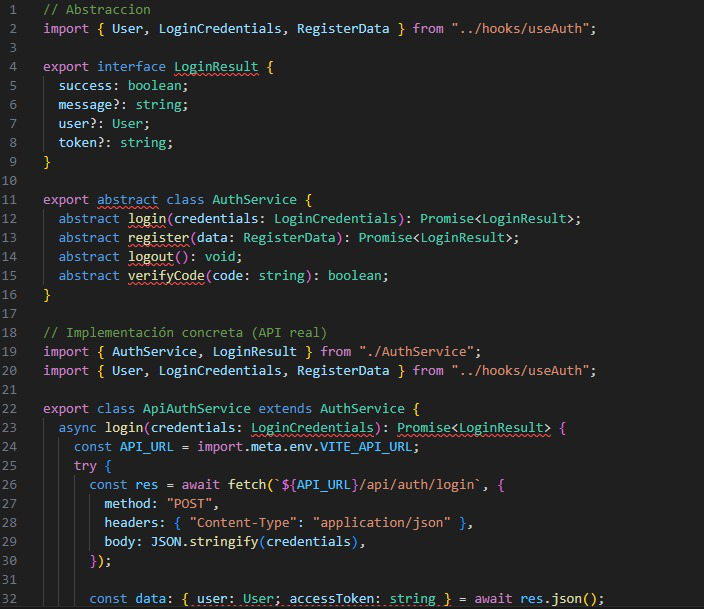 1 // Abstraccion
2 import { User, LoginCredentials, RegisterData } from "../hooks/useAuth";
3
4 export interface LoginResult {
5   success: boolean;
6   message?: string;
7   user?: User;
8   token?: string;
9 }
10
11 export abstract class AuthService {
12   abstract login(credentials: LoginCredentials): Promise<LoginResult>;
13   abstract register(data: RegisterData): Promise<LoginResult>;
14   abstract logout(): void;
15   abstract verifyCode(code: string): boolean;
16 }
17
18 // Implementación concreta (API real)
19 import { AuthService, LoginResult } from "./AuthService";
20 import { User, LoginCredentials, RegisterData } from "../hooks/useAuth";
21
22 export class ApiAuthService extends AuthService {
23   async login(credentials: LoginCredentials): Promise<LoginResult> {
24     const API_URL = import.meta.env.VITE_API_URL;
25     try {
26       const res = await fetch(`${API_URL}/api/auth/login`, {
27         method: "POST",
28         headers: { "Content-Type": "application/json" },
29         body: JSON.stringify(credentials),
30       });
31
32       const data: { user: User; accessToken: string } = await res.json();